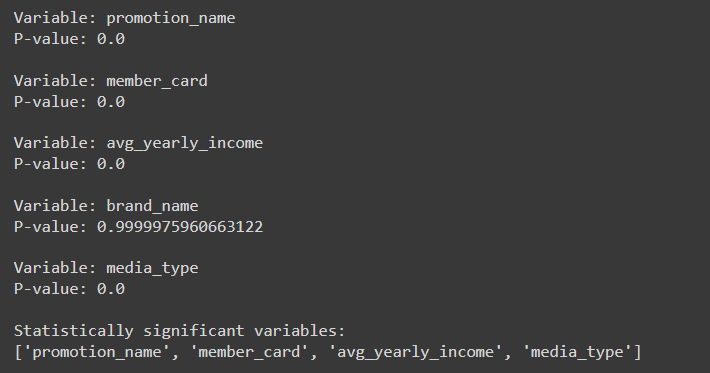 Variable: promotion_name
P-value: 0.0
Variable: member_card
P-value: 0.0
Variable: avg_yearly_income
P-value: 0.0
Variable: brand_name
P-value: 0.9999975960663122
Variable: media_type
P-value: 0.0
Statistically significant variables:
['promotion_name', 'member_card', 'avg_yearly_income', 'media_type']